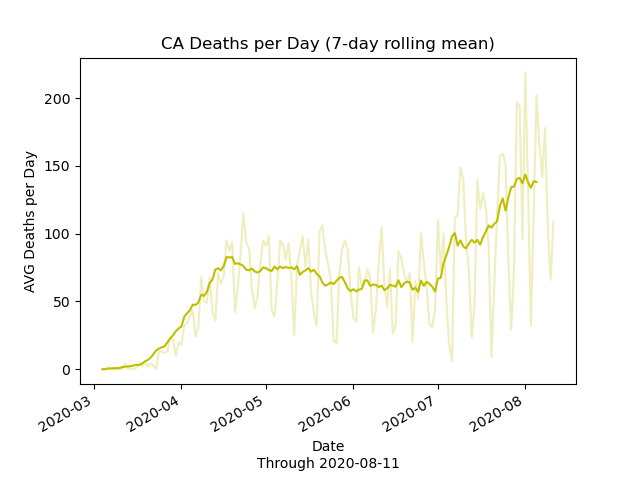 CA Deaths per Day (7-day rolling mean)
AVG Deaths per Day
200
150
100
50
0
2020-03
2020-04
2020-05
2020-06
2020-07
2020-08
Date
Through 2020-08-11